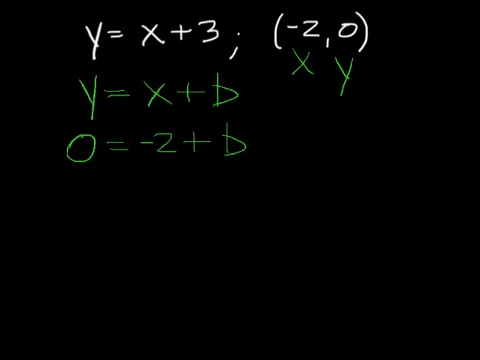 y = x + 3 ; (-2, 0)
x y
y = x + b
0 = -2 + b